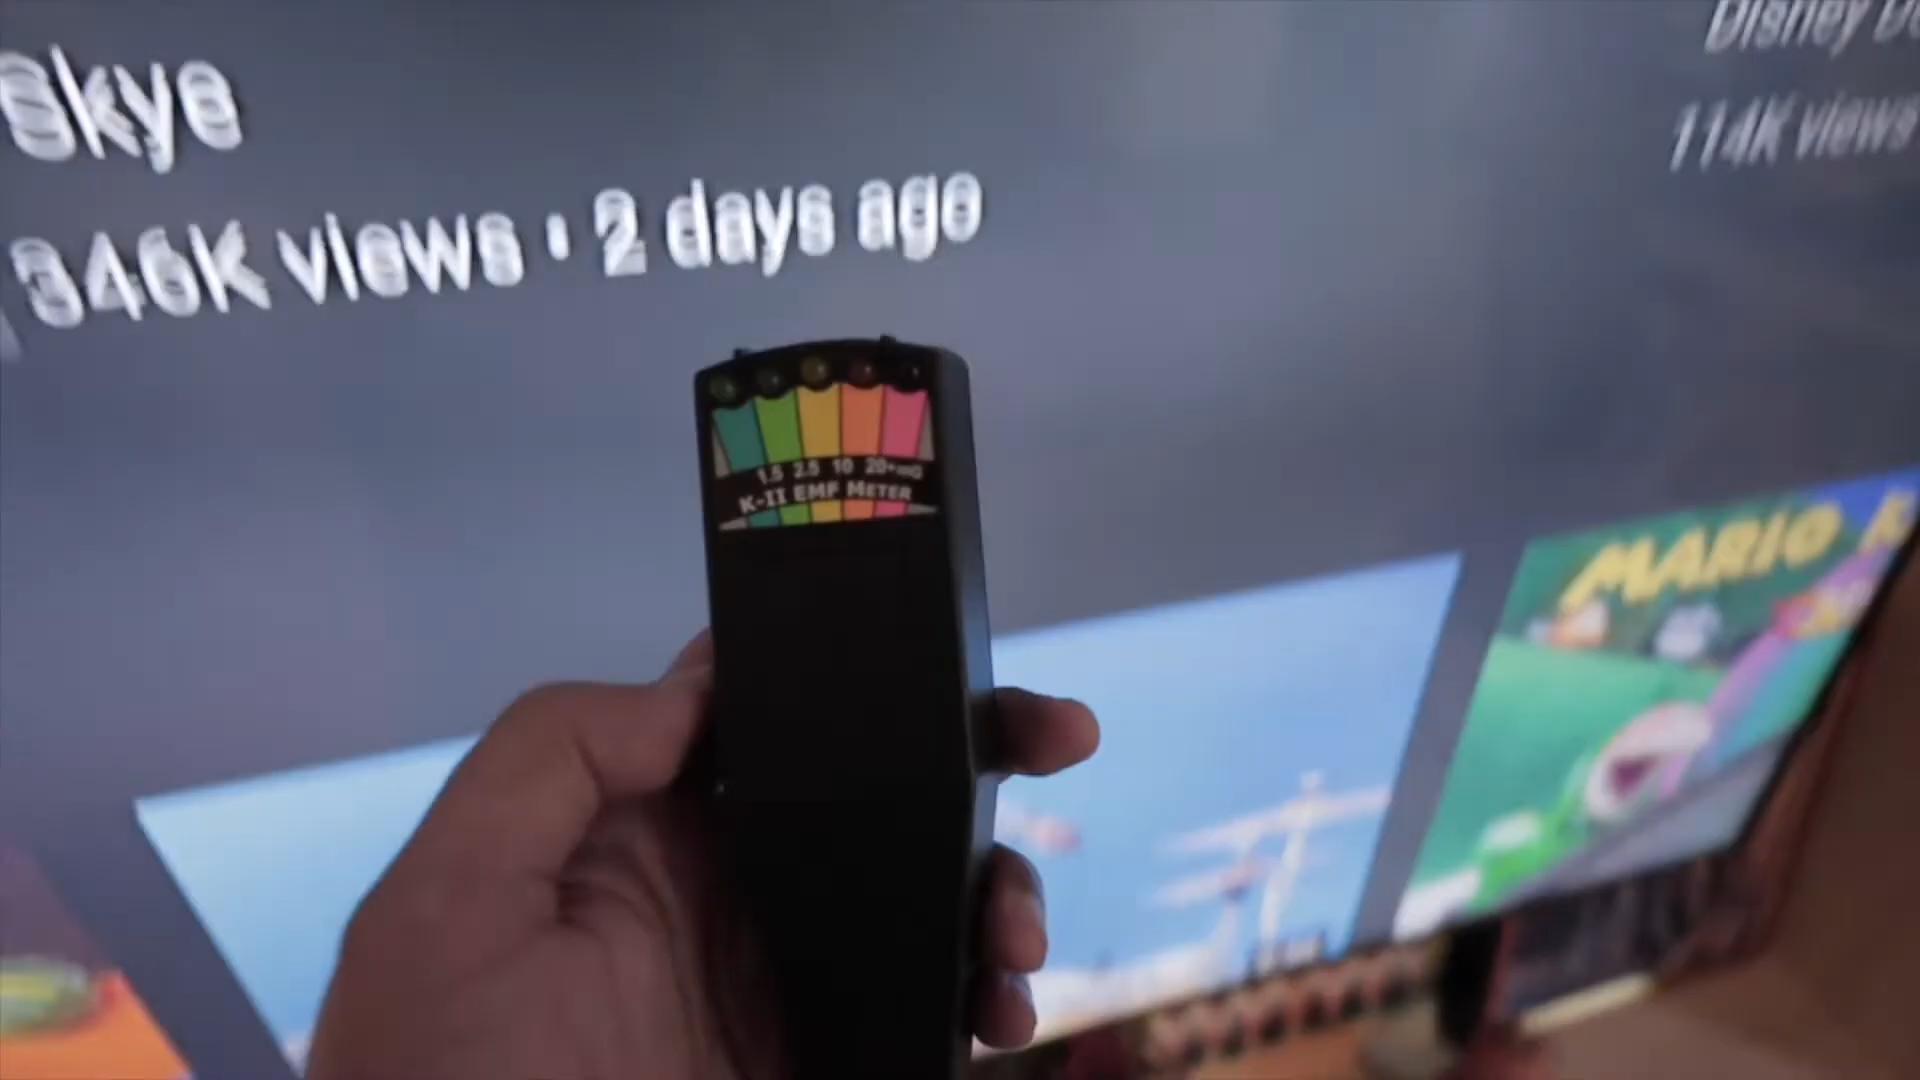 Skye
346K views • 2 days ago
Disney
114K views
1.5 2.5 10 20+mG
K-II EMF METER
MARIO